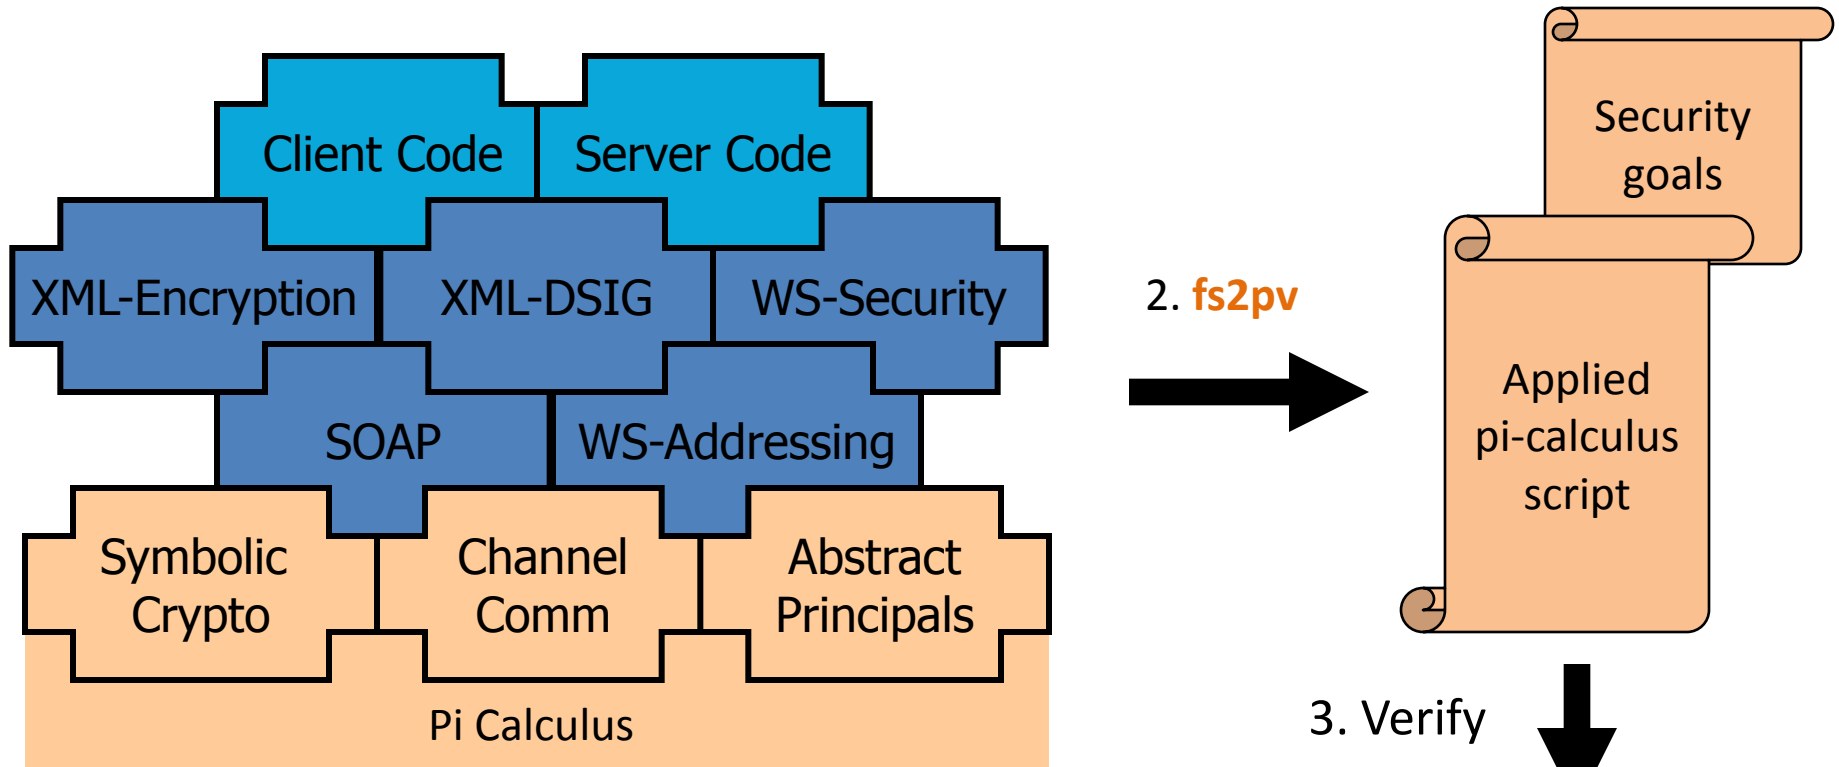 Client Code
Server Code
XML-Encryption
XML-DSIG
WS-Security
SOAP
WS-Addressing
Symbolic
Crypto
Channel
Comm
Abstract
Principals
Pi Calculus
2. fs2pv
Security
goals
Applied
pi-calculus
script
3. Verify